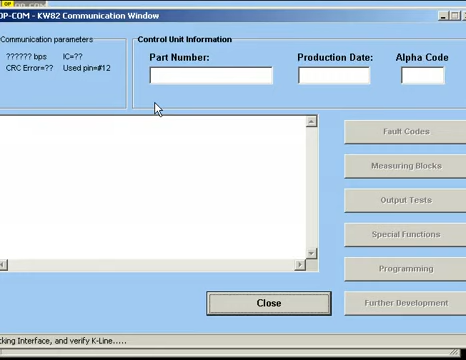 OP-COM - KW82 Communication Window
Communication parameters
?????? bps IC=??
CRC Error=?? Used pin=#12
Control Unit Information
Part Number: Production Date: Alpha Code
Fault Codes
Measuring Blocks
Output Tests
Special Functions
Programming
Close
Further Development
cking Interface, and verify K-Line.....